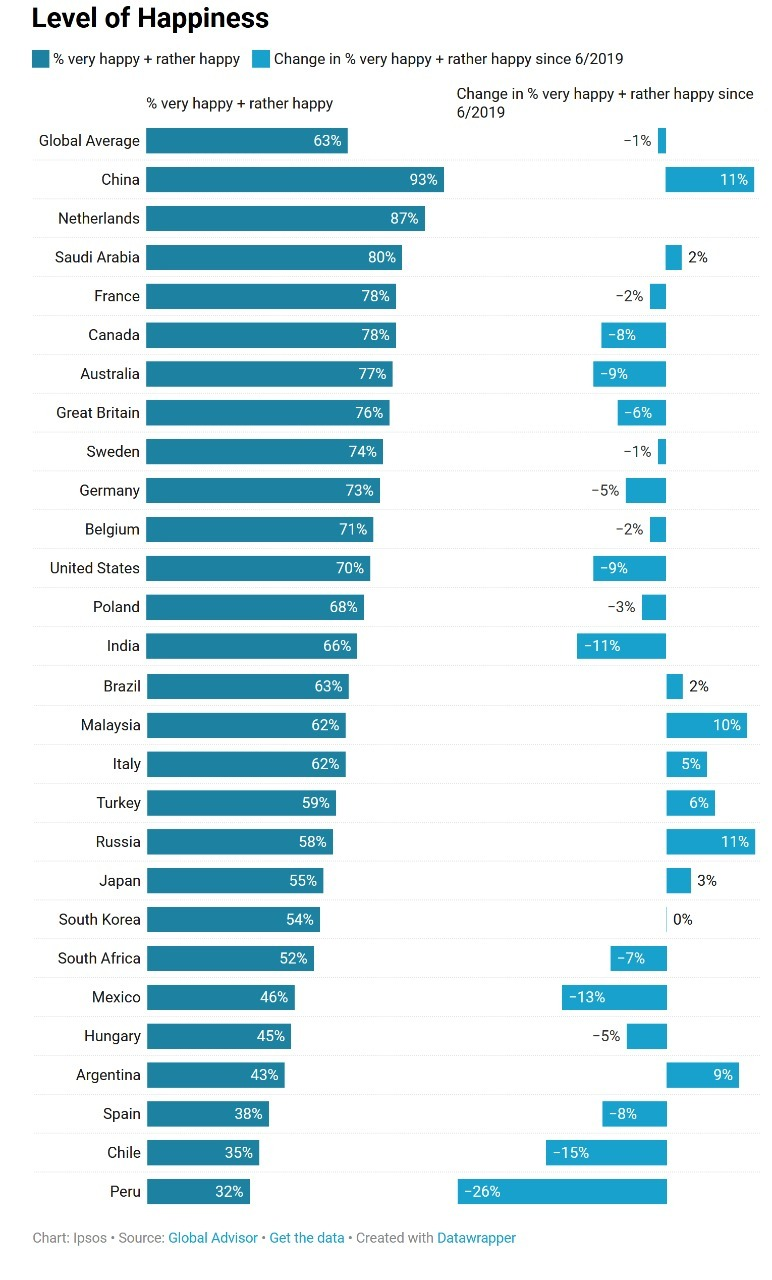 Level of Happiness
% very happy + rather happy Change in % very happy + rather happy since 6/2019
% very happy + rather happy Change in % very happy + rather happy since
6/2019
Global Average 63% −1%
China 93% 11%
Netherlands 87%
Saudi Arabia 80% 2%
France 78% −2%
Canada 78% −8%
Australia 77% −9%
Great Britain 76% −6%
Sweden 74% −1%
Germany 73% −5%
Belgium 71% −2%
United States 70% −9%
Poland 68% −3%
India 66% −11%
Brazil 63% 2%
Malaysia 62% 10%
Italy 62% 5%
Turkey 59% 6%
Russia 58% 11%
Japan 55% 3%
South Korea 54% 0%
South Africa 52% −7%
Mexico 46% −13%
Hungary 45% −5%
Argentina 43% 9%
Spain 38% −8%
Chile 35% −15%
Peru 32% −26%
Chart: Ipsos • Source: Global Advisor • Get the data • Created with Datawrapper